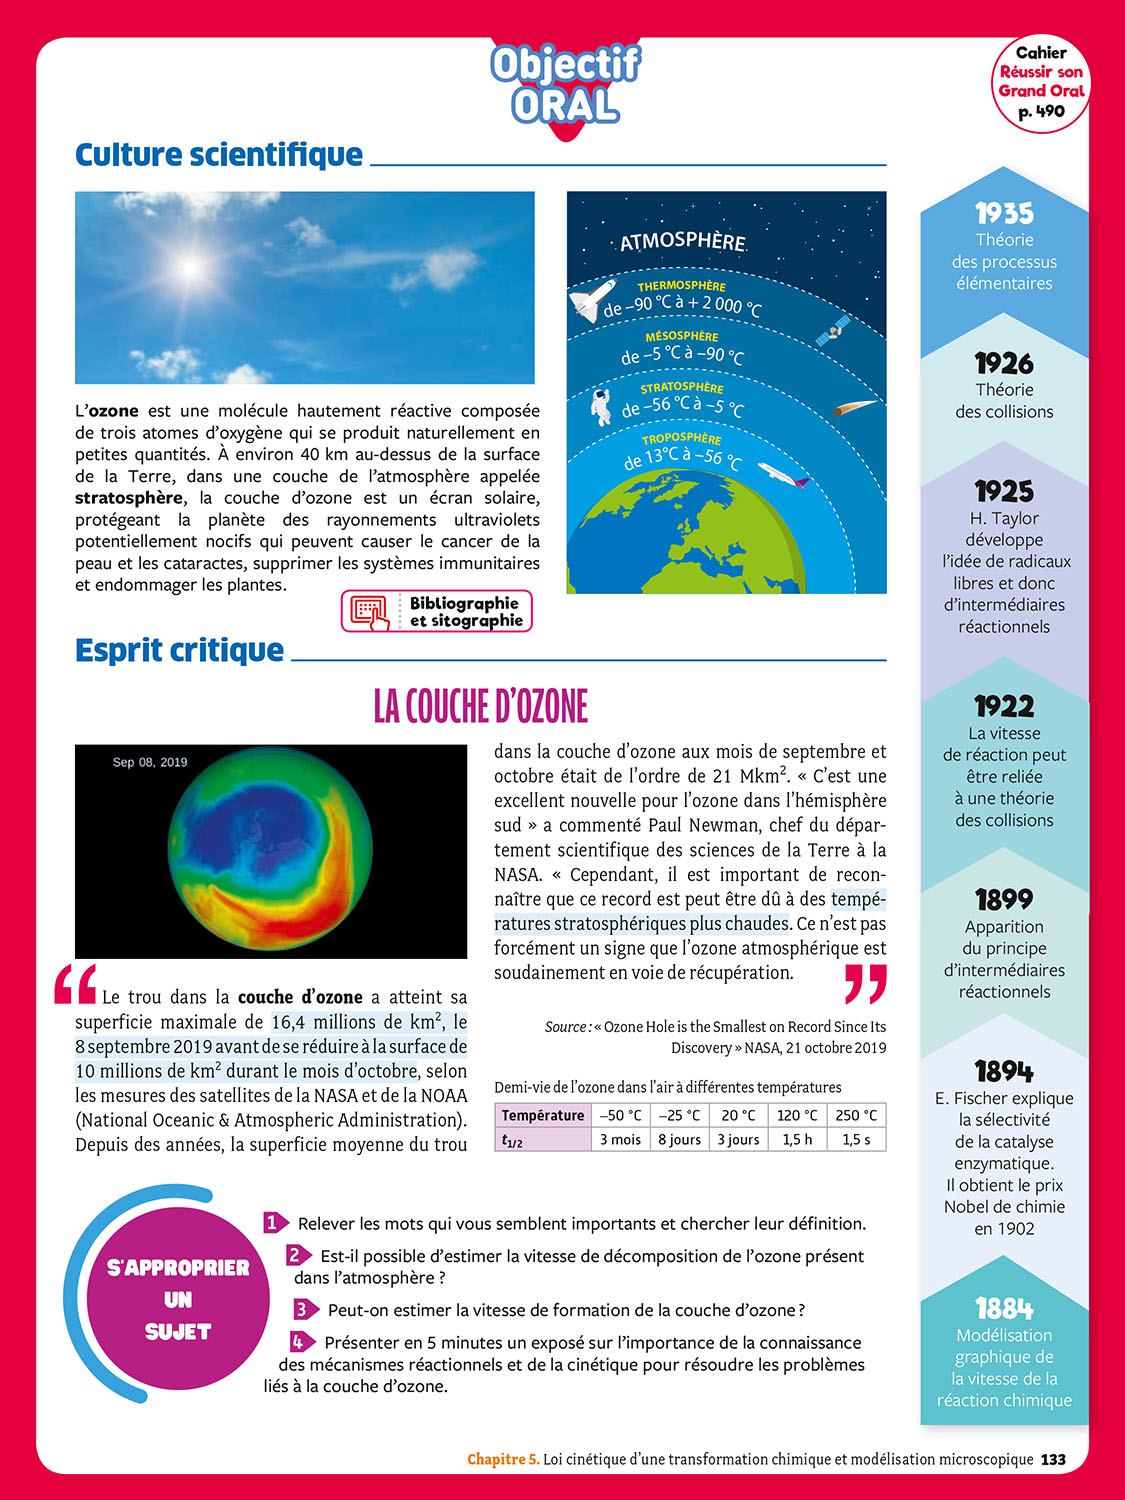 Objectif
ORAL
Cahier
Réussir son
Grand Oral
p. 490
Culture scientifique
ATMOSPHÈRE
THERMOSPHÈRE
de –90 °C à + 2 000 °C
MÉSOSPHÈRE
de –5 °C à –90 °C
STRATOSPHÈRE
de –56 °C à –5 °C
TROPOSPHÈRE
de 13°C à –56 °C
L’ozone est une molécule hautement réactive composée
de trois atomes d’oxygène qui se produit naturellement en
petites quantités. À environ 40 km au-dessus de la surface
de la Terre, dans une couche de l’atmosphère appelée
stratosphère, la couche d’ozone est un écran solaire,
protégeant la planète des rayonnements ultraviolets
potentiellement nocifs qui peuvent causer le cancer de la
peau et les cataractes, supprimer les systèmes immunitaires
et endommager les plantes.
Bibliographie
et sitographie
Esprit critique
LA COUCHE D’OZONE
Sep 08, 2019
“ Le trou dans la couche d’ozone a atteint sa
superficie maximale de 16,4 millions de km², le
8 septembre 2019 avant de se réduire à la surface de
10 millions de km² durant le mois d’octobre, selon
les mesures des satellites de la NASA et de la NOAA
(National Oceanic & Atmospheric Administration).
Depuis des années, la superficie moyenne du trou
dans la couche d’ozone aux mois de septembre et
octobre était de l’ordre de 21 Mkm². « C’est une
excellent nouvelle pour l’ozone dans l’hémisphère
sud » a commenté Paul Newman, chef du dépar-
tement scientifique des sciences de la Terre à la
NASA. « Cependant, il est important de recon-
naître que ce record est peut être dû à des tempé-
ratures stratosphériques plus chaudes. Ce n’est pas
forcément un signe que l’ozone atmosphérique est
soudainement en voie de récupération. ”
Source : « Ozone Hole is the Smallest on Record Since Its
Discovery » NASA, 21 octobre 2019
Demi-vie de l’ozone dans l’air à différentes températures
Température –50 °C –25 °C 20 °C 120 °C 250 °C
t1/2 3 mois 8 jours 3 jours 1,5 h 1,5 s
S’APPROPRIER
UN
SUJET
1 Relever les mots qui vous semblent importants et chercher leur définition.
2 Est-il possible d’estimer la vitesse de décomposition de l’ozone présent
dans l’atmosphère ?
3 Peut-on estimer la vitesse de formation de la couche d’ozone ?
4 Présenter en 5 minutes un exposé sur l’importance de la connaissance
des mécanismes réactionnels et de la cinétique pour résoudre les problèmes
liés à la couche d’ozone.
1935
Théorie
des processus
élémentaires
1926
Théorie
des collisions
1925
H. Taylor
développe
l’idée de radicaux
libres et donc
d’intermédiaires
réactionnels
1922
La vitesse
de réaction peut
être reliée
à une théorie
des collisions
1899
Apparition
du principe
d’intermédiaires
réactionnels
1894
E. Fischer explique
la sélectivité
de la catalyse
enzymatique.
Il obtient le prix
Nobel de chimie
en 1902
1884
Modélisation
graphique de
la vitesse de la
réaction chimique
Chapitre 5. Loi cinétique d’une transformation chimique et modélisation microscopique 133